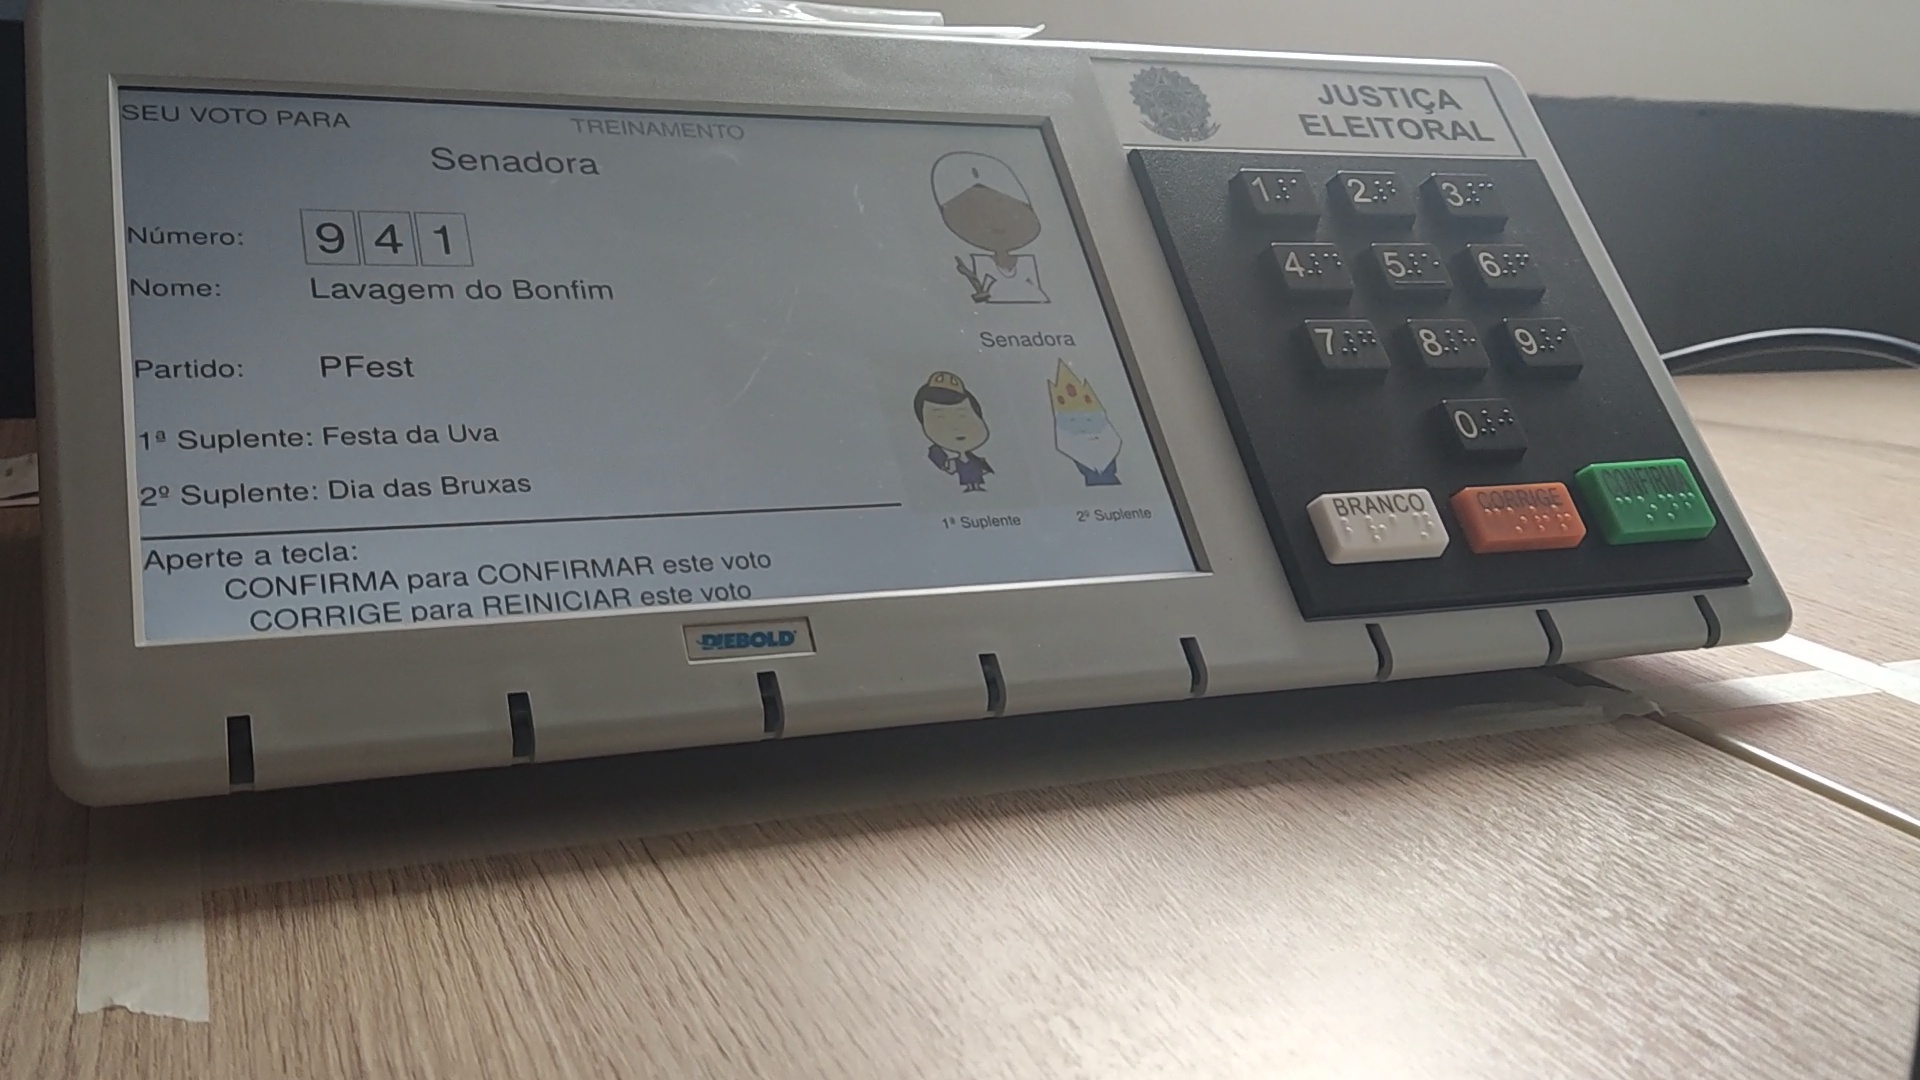 SEU VOTO PARA
TREINAMENTO
Senadora
Número: 9 4 1
Nome: Lavagem do Bonfim
Partido: PFest
1ª Suplente: Festa da Uva
2º Suplente: Dia das Bruxas
Senadora
1ª Suplente
2º Suplente
Aperte a tecla:
CONFIRMA para CONFIRMAR este voto
CORRIGE para REINICIAR este voto
DIEBOLD
JUSTIÇA
ELEITORAL
1 2 3
4 5 6
7 8 9
0
BRANCO CORRIGE CONFIRMA